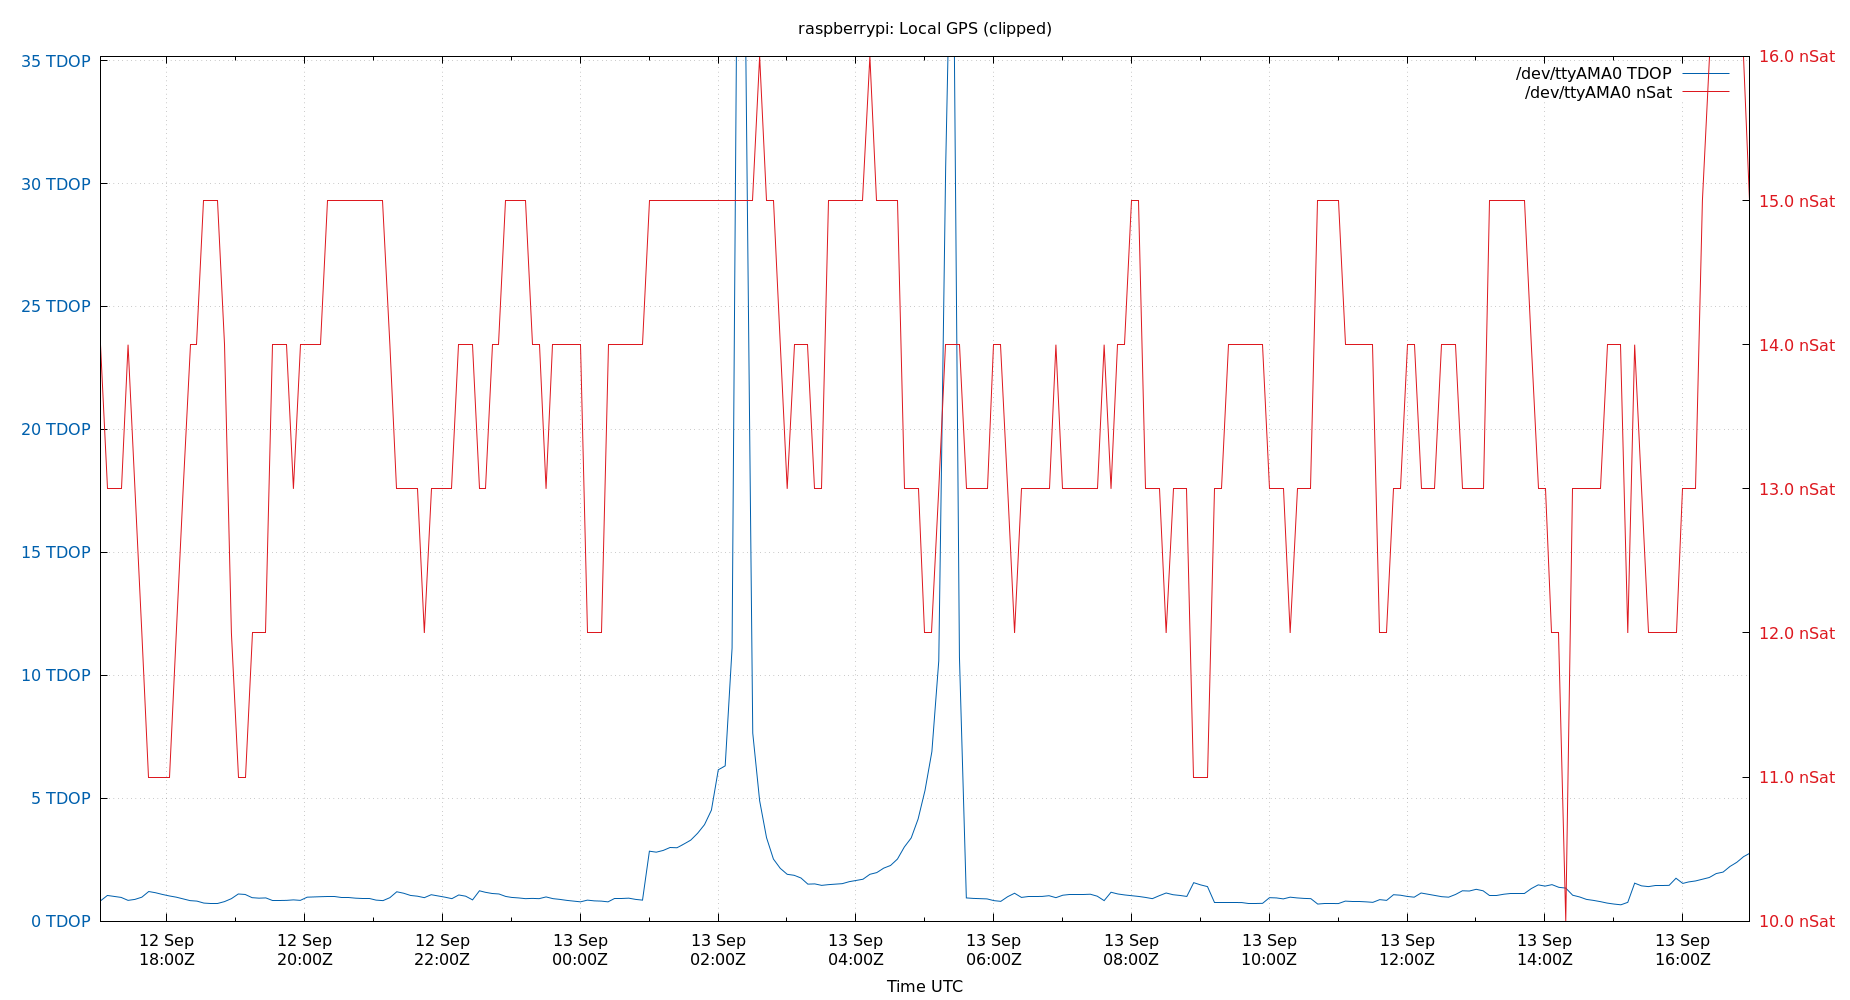 raspberrypi: Local GPS (clipped)
35 TDOP
30 TDOP
25 TDOP
20 TDOP
15 TDOP
10 TDOP
5 TDOP
0 TDOP
16.0 nSat
15.0 nSat
14.0 nSat
13.0 nSat
12.0 nSat
11.0 nSat
10.0 nSat
/dev/ttyAMA0 TDOP
/dev/ttyAMA0 nSat
12 Sep 12 Sep 12 Sep 13 Sep 13 Sep 13 Sep 13 Sep 13 Sep 13 Sep 13 Sep 13 Sep 13 Sep
18:00Z 20:00Z 22:00Z 00:00Z 02:00Z 04:00Z 06:00Z 08:00Z 10:00Z 12:00Z 14:00Z 16:00Z
Time UTC